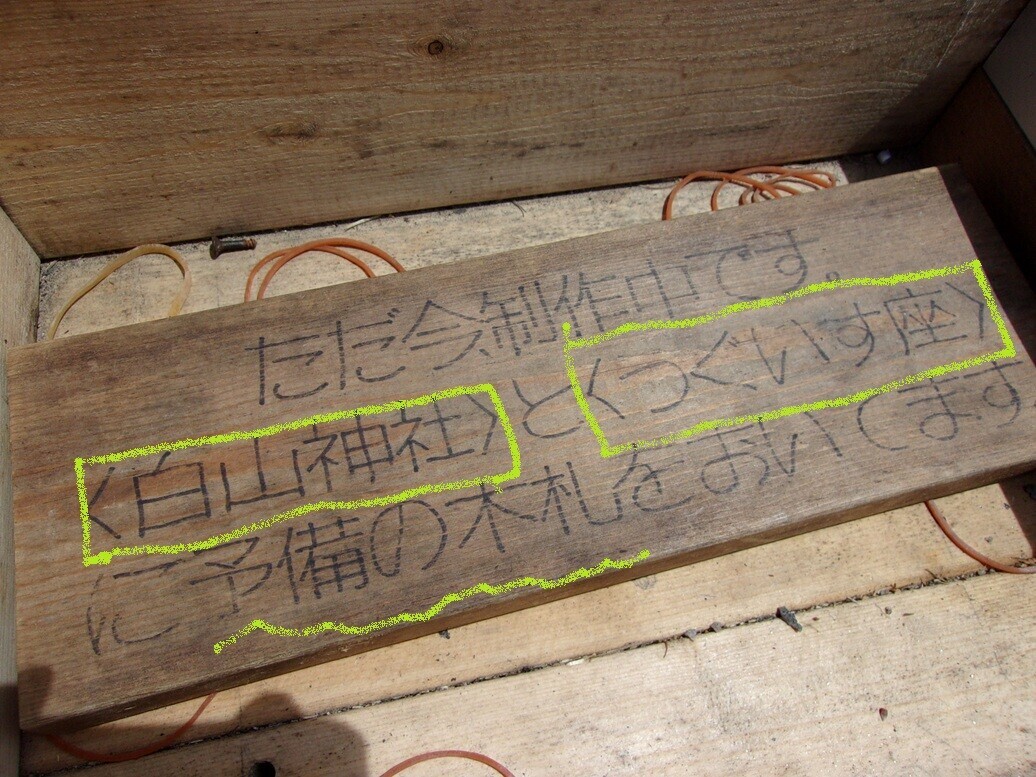 ただ今制作中です。
〈白山神社〉と〈つぐいす座〉
に予備の木札をおいてます